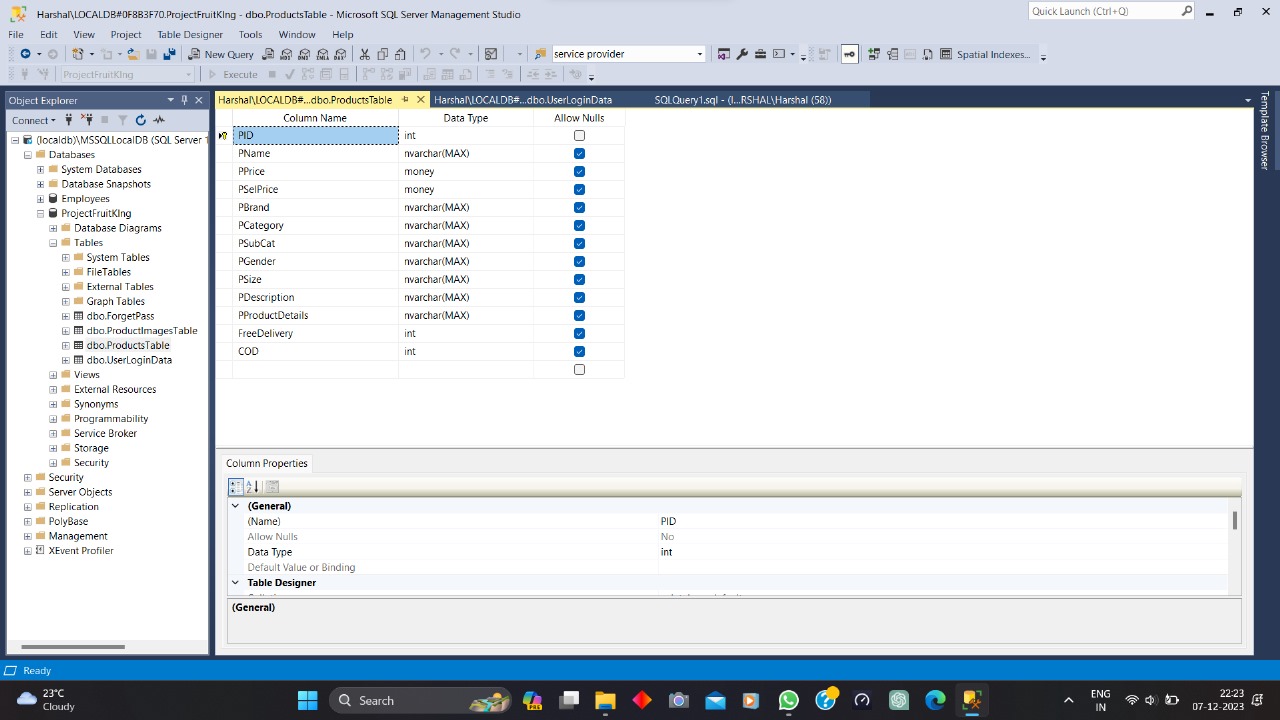 Harshal\LOCALDB#0F8B3F70.ProjectFruitKIng - dbo.ProductsTable - Microsoft SQL Server Management Studio
Quick Launch (Ctrl+Q)
File Edit View Project Table Designer Tools Window Help
New Query service provider Spatial Indexes...
ProjectFruitKIng Execute
Object Explorer
Connect
(localdb)\MSSQLLocalDB (SQL Server 1
Databases
System Databases
Database Snapshots
Employees
ProjectFruitKIng
Database Diagrams
Tables
System Tables
FileTables
External Tables
Graph Tables
dbo.ForgetPass
dbo.ProductImagesTable
dbo.ProductsTable
dbo.UserLoginData
Views
External Resources
Synonyms
Programmability
Service Broker
Storage
Security
Security
Server Objects
Replication
PolyBase
Management
XEvent Profiler
Harshal\LOCALDB#...dbo.ProductsTable Harshal\LOCALDB#...dbo.UserLoginData SQLQuery1.sql - (l...RSHAL\Harshal (58))
Column Name Data Type Allow Nulls
PID int
PName nvarchar(MAX)
PPrice money
PSelPrice money
PBrand nvarchar(MAX)
PCategory nvarchar(MAX)
PSubCat nvarchar(MAX)
PGender nvarchar(MAX)
PSize nvarchar(MAX)
PDescription nvarchar(MAX)
PProductDetails nvarchar(MAX)
FreeDelivery int
COD int
Column Properties
(General)
(Name) PID
Allow Nulls No
Data Type int
Default Value or Binding
Table Designer
(General)
Template Browser
Ready
23°C
Cloudy
Search
ENG
IN
22:23
07-12-2023